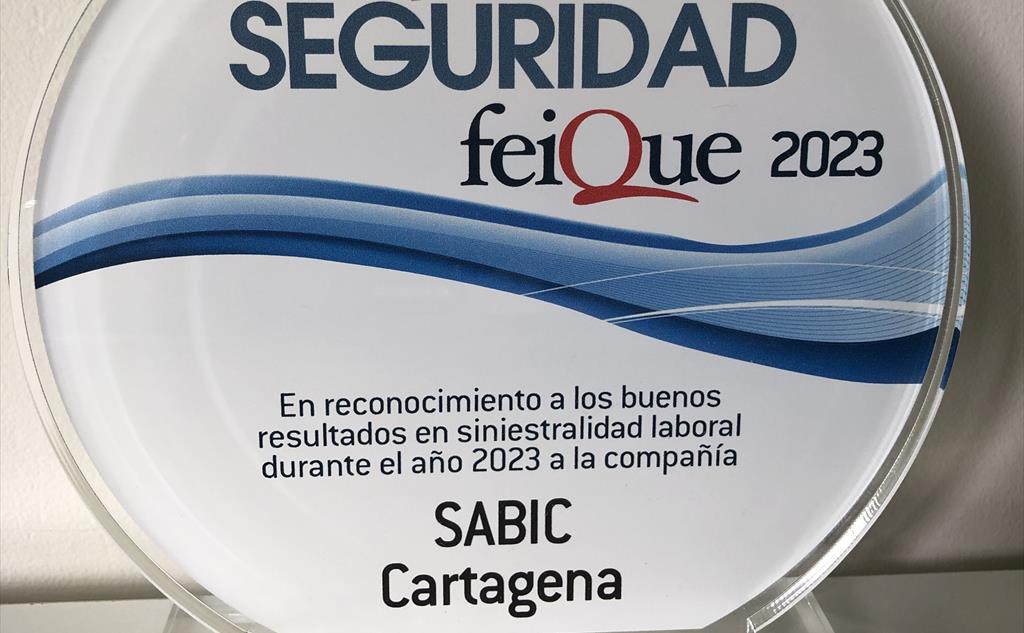 SEGURIDAD
feiQue 2023
En reconocimiento a los buenos
resultados en siniestralidad laboral
durante el año 2023 a la compañía
SABIC
Cartagena